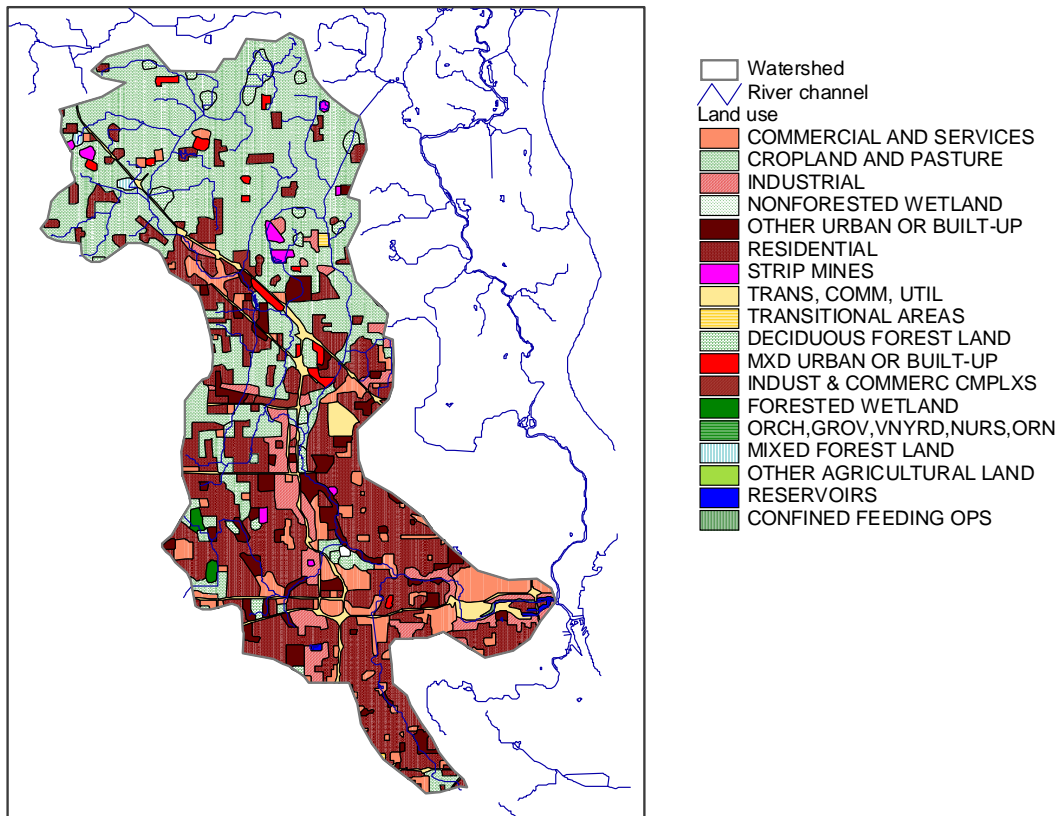 Watershed
River channel
Land use
COMMERCIAL AND SERVICES
CROPLAND AND PASTURE
INDUSTRIAL
NONFORESTED WETLAND
OTHER URBAN OR BUILT-UP
RESIDENTIAL
STRIP MINES
TRANS, COMM, UTIL
TRANSITIONAL AREAS
DECIDUOUS FOREST LAND
MXD URBAN OR BUILT-UP
INDUST & COMMERC CMPLXS
FORESTED WETLAND
ORCH,GROV,VNYRD,NURS,ORN
MIXED FOREST LAND
OTHER AGRICULTURAL LAND
RESERVOIRS
CONFINED FEEDING OPS